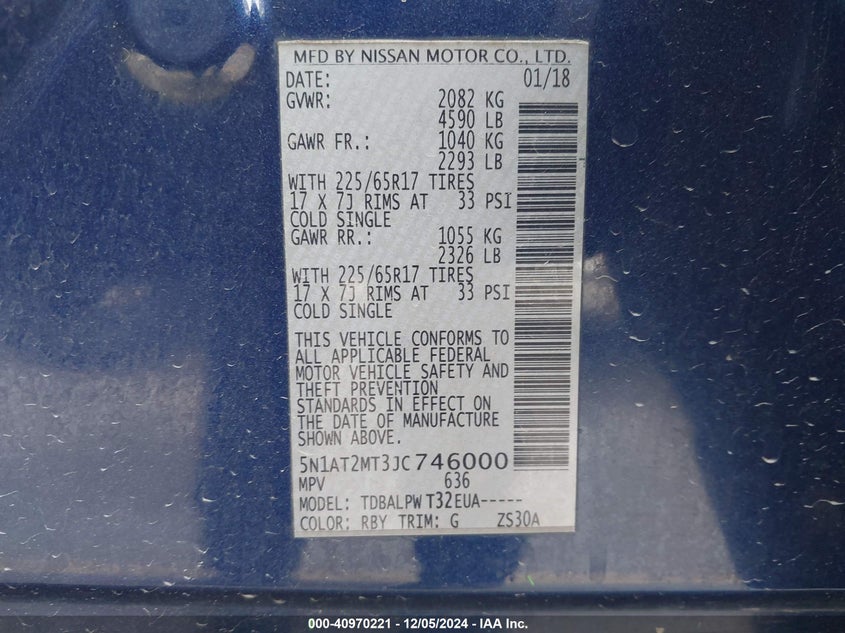 MFD BY NISSAN MOTOR CO., LTD.
DATE: 01/18
GVWR: 2082 KG
4590 LB
GAWR FR.: 1040 KG
2293 LB
WITH 225/65R17 TIRES
17 X 7J RIMS AT 33 PSI
COLD SINGLE
GAWR RR.: 1055 KG
2326 LB
WITH 225/65R17 TIRES
17 X 7J RIMS AT 33 PSI
COLD SINGLE
THIS VEHICLE CONFORMS TO
ALL APPLICABLE FEDERAL
MOTOR VEHICLE SAFETY AND
THEFT PREVENTION
STANDARDS IN EFFECT ON
THE DATE OF MANUFACTURE
SHOWN ABOVE.
5N1AT2MT3JC746000
MPV 636
MODEL: TDBALPW T32EUA-----
COLOR: RBY TRIM: G ZS30A
000-40970221 - 12/05/2024 - IAA Inc.